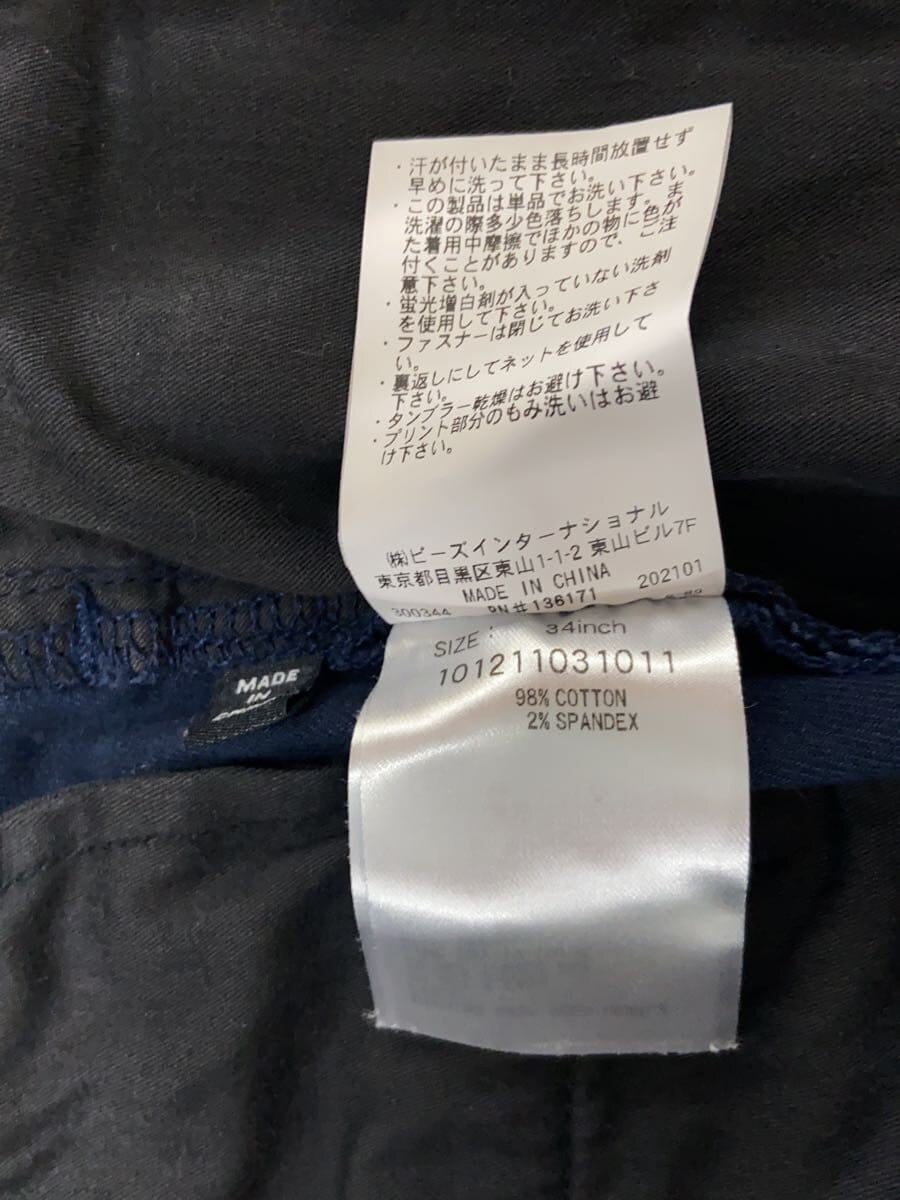 ・汗が付いたまま長時間放置せず
早めに洗って下さい。
・この製品は単品でお洗い下さい。
洗濯の際多少色落ちします。ま
た着用中摩擦でほかの物に色が
付くことがありますので、ご注
意下さい。
・蛍光増白剤が入っていない洗剤
を使用して下さい。
・ファスナーは閉じてお洗い下さ
い。
・裏返しにしてネットを使用して
下さい。
・タンブラー乾燥はお避け下さい。
・プリント部分のもみ洗いはお避
け下さい。
㈱ビーズインターナショナル
東京都目黒区東山1-1-2 東山ビル7F
MADE IN CHINA 202101
300344 RN#136171
SIZE: 34inch
101211031011
98% COTTON
2% SPANDEX
MADE
IN